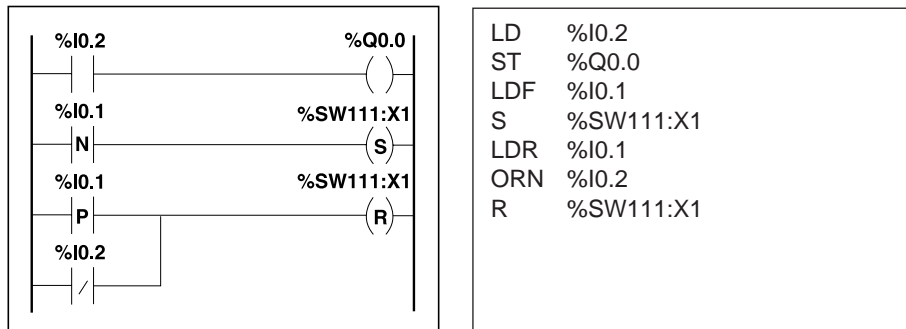 %I0.2 %Q0.0
%I0.1 %SW111:X1
N S
%I0.1 %SW111:X1
P R
%I0.2
LD %I0.2
ST %Q0.0
LDF %I0.1
S %SW111:X1
LDR %I0.1
ORN %I0.2
R %SW111:X1